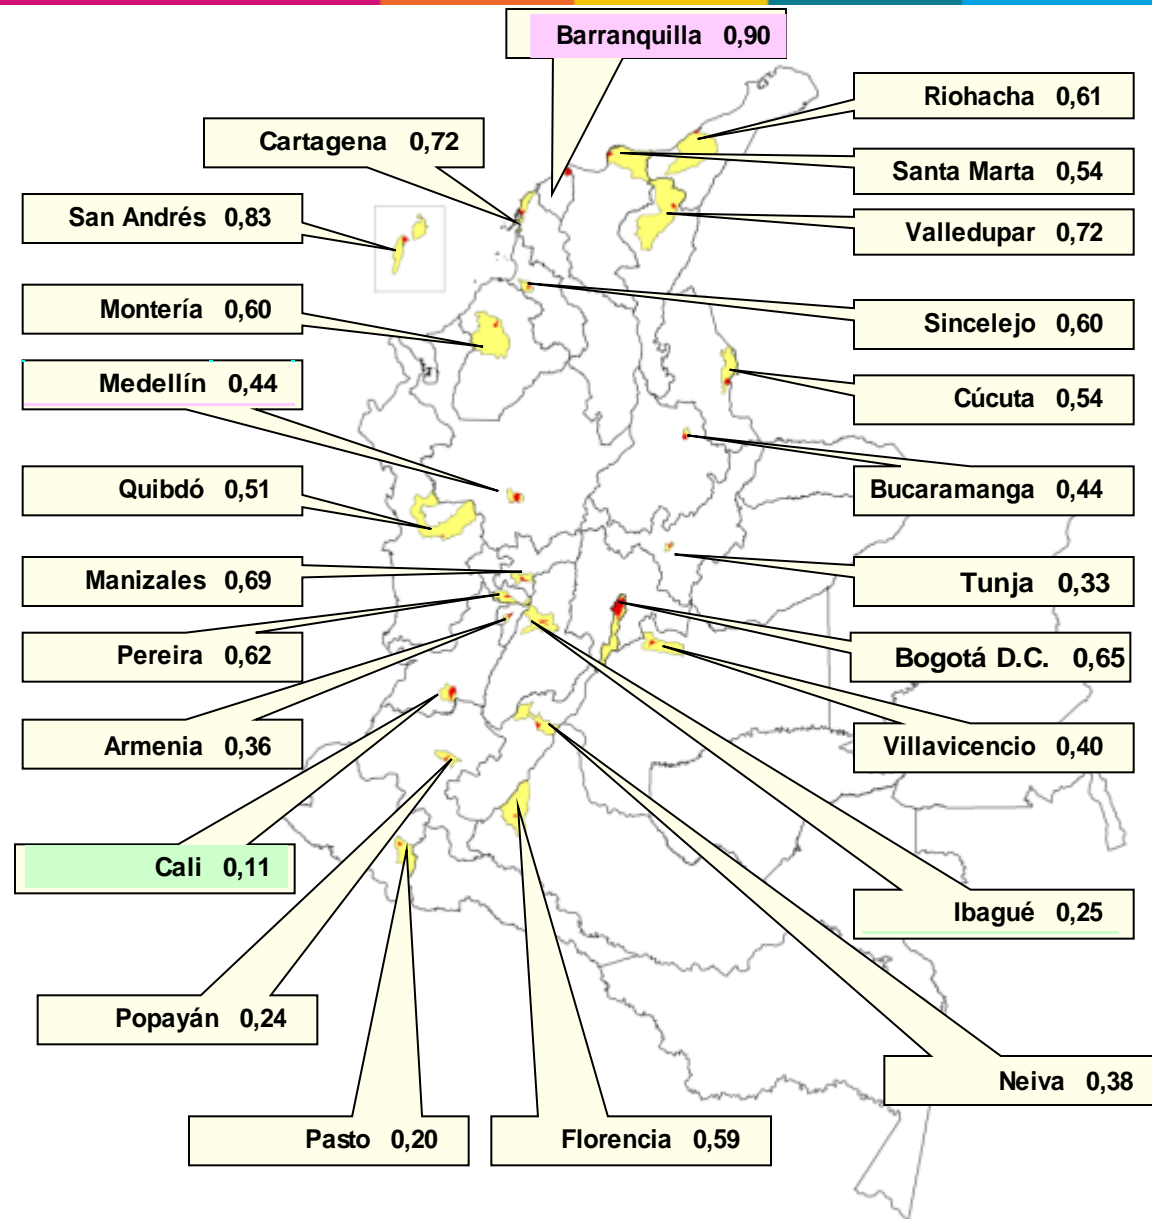 Barranquilla 0,90
Riohacha 0,61
Cartagena 0,72
Santa Marta 0,54
San Andrés 0,83
Valledupar 0,72
Montería 0,60
Sincelejo 0,60
Medellín 0,44
Cúcuta 0,54
Quibdó 0,51
Bucaramanga 0,44
Manizales 0,69
Tunja 0,33
Pereira 0,62
Bogotá D.C. 0,65
Armenia 0,36
Villavicencio 0,40
Cali 0,11
Ibagué 0,25
Popayán 0,24
Neiva 0,38
Pasto 0,20
Florencia 0,59